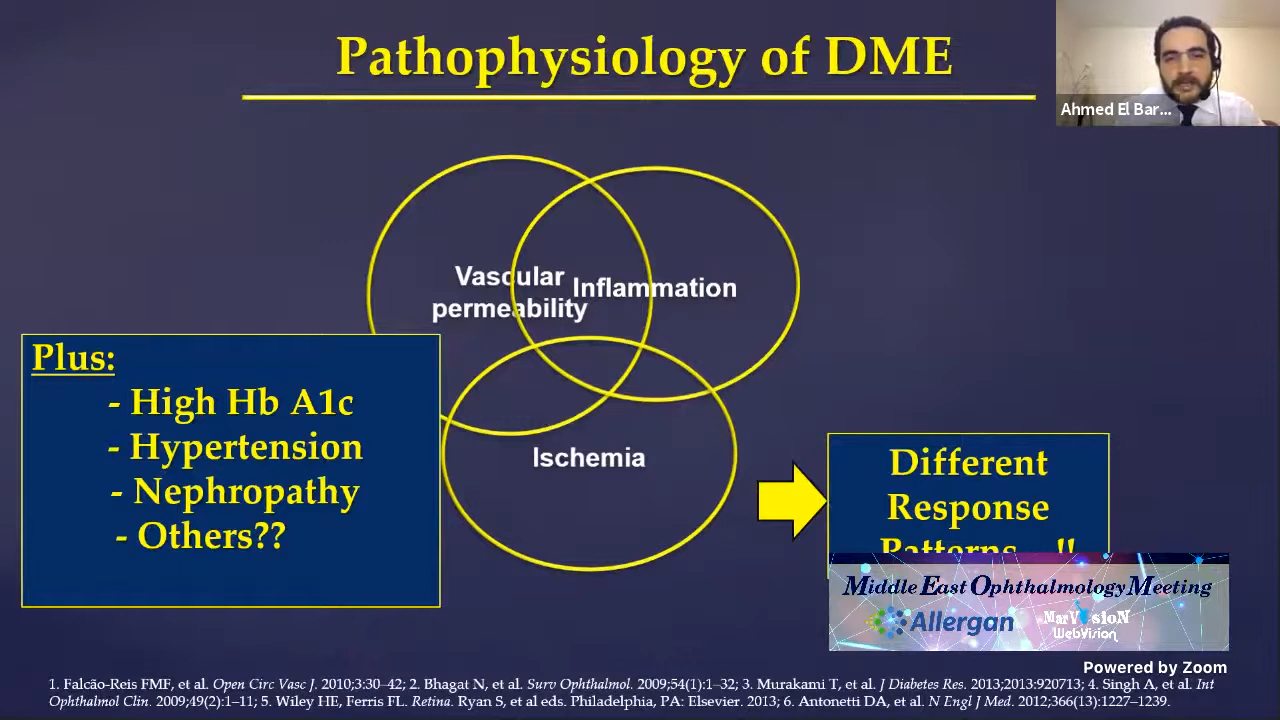 Pathophysiology of DME
Ahmed El Bar...
Vascular
permeability
Inflammation
Ischemia
Plus:
- High Hb A1c
- Hypertension
- Nephropathy
- Others??
Different
Response
Patterns...!!
Middle East Ophthalmology Meeting
Allergan
MarVision
WebVision
Powered by Zoom
1. Falcão-Reis FMF, et al. Open Circ Vasc J. 2010;3:30–42; 2. Bhagat N, et al. Surv Ophthalmol. 2009;54(1):1–32; 3. Murakami T, et al. J Diabetes Res. 2013;2013:920713; 4. Singh A, et al. Int
Ophthalmol Clin. 2009;49(2):1–11; 5. Wiley HE, Ferris FL. Retina. Ryan S, et al eds. Philadelphia, PA: Elsevier. 2013; 6. Antonetti DA, et al. N Engl J Med. 2012;366(13):1227–1239.